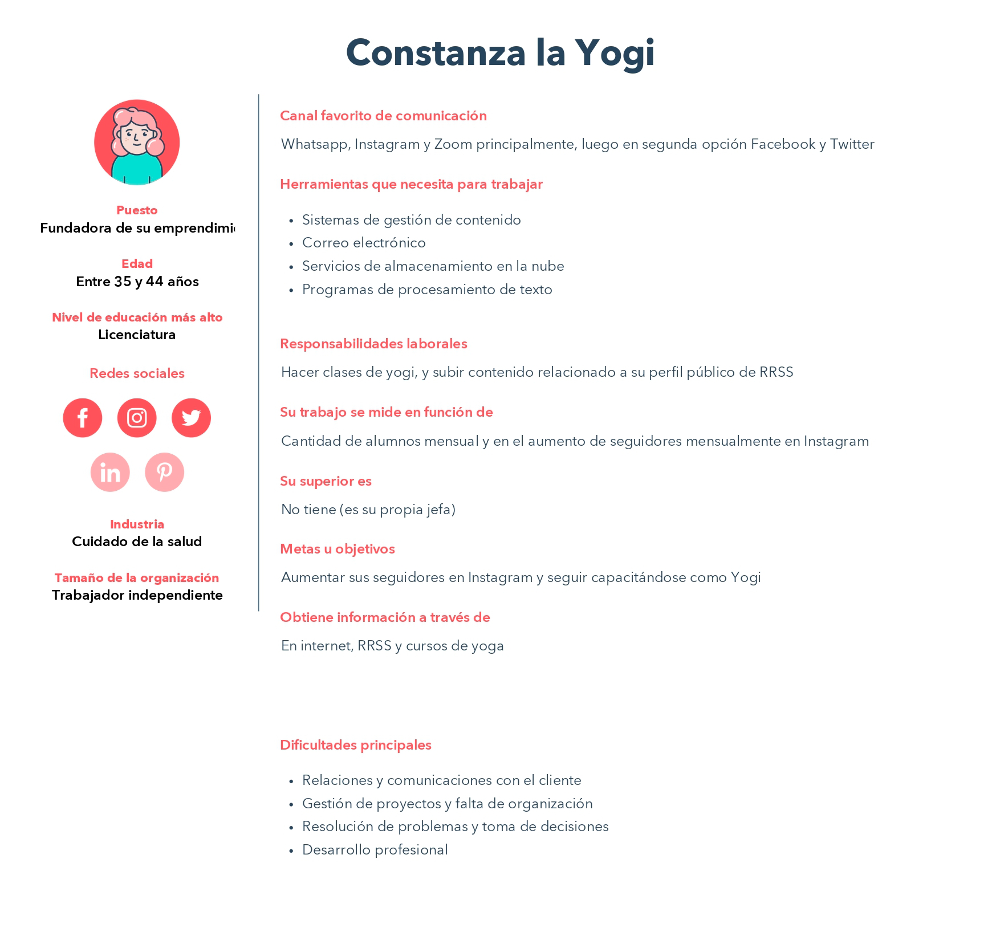 Constanza la Yogi
Puesto
Fundadora de su
Edad
Entre 35 y 44 años
Nivel de educación más alto
Licenciatura
Redes sociales
Industria
Cuidado de la salud
Tamaño de la organización
Trabajador independiente
Canal favorito de comunicación
Whatsapp, Instagram y Zoom principalmente, luego en segunda opción Facebook y Twitter
Herramientas que necesita para trabajar
• Sistemas de gestión de contenido
• Correo electrónico
• Servicios de almacenamiento en la nube
• Programas de procesamiento de texto
Responsabilidades laborales
Hacer clases de yogi, y subir contenido relacionado a su perfil público de RRSS
Su trabajo se mide en función de
Cantidad de alumnos mensual y en el aumento de seguidores mensualmente en Instagram
Su superior es
No tiene (es su propia jefa)
Metas u objetivos
Aumentar sus seguidores en Instagram y seguir capacitándose como Yogi
Obtiene información a través de
En internet, RRSS y cursos de yoga
Dificultades principales
• Relaciones y comunicaciones con el cliente
• Gestión de proyectos y falta de organización
• Resolución de problemas y toma de decisiones
• Desarrollo profesional